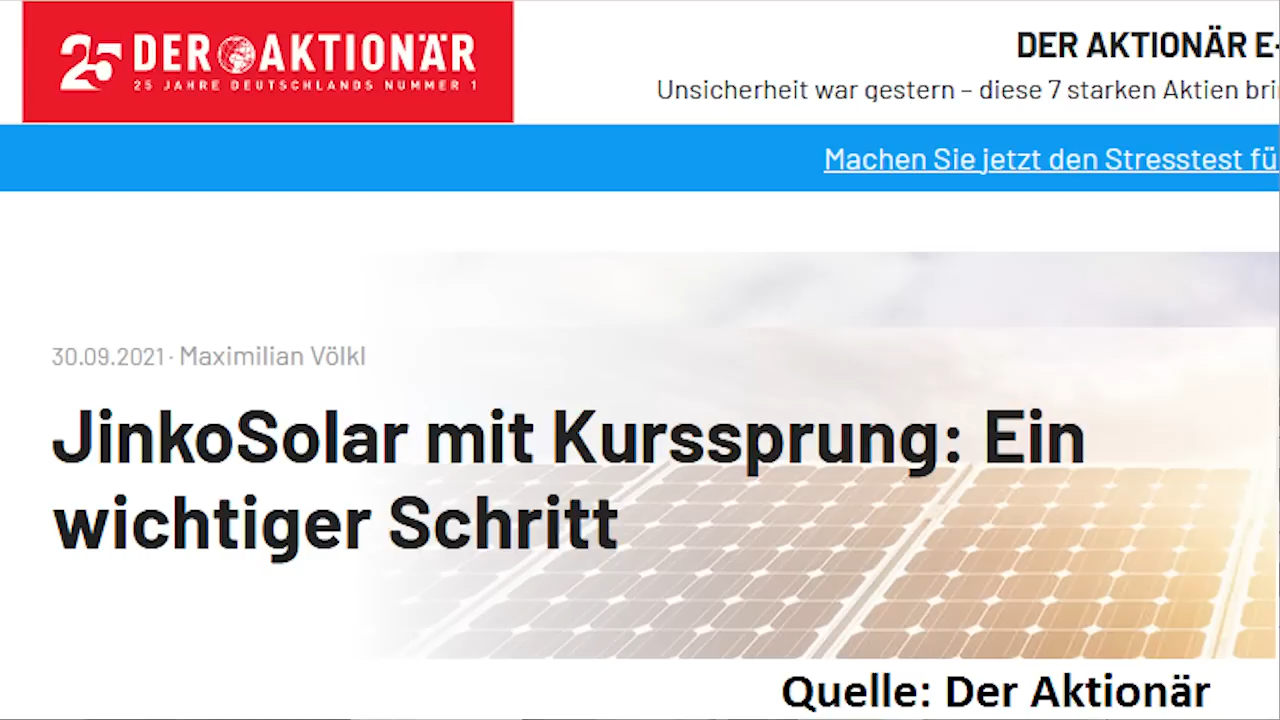 25 DER AKTIONÄR
25 JAHRE DEUTSCHLANDS NUMMER 1
DER AKTIONÄR E-
Unsicherheit war gestern – diese 7 starken Aktien bri
Machen Sie jetzt den Stresstest fü
30.09.2021 · Maximilian Völkl
JinkoSolar mit Kurssprung: Ein
wichtiger Schritt
Quelle: Der Aktionär